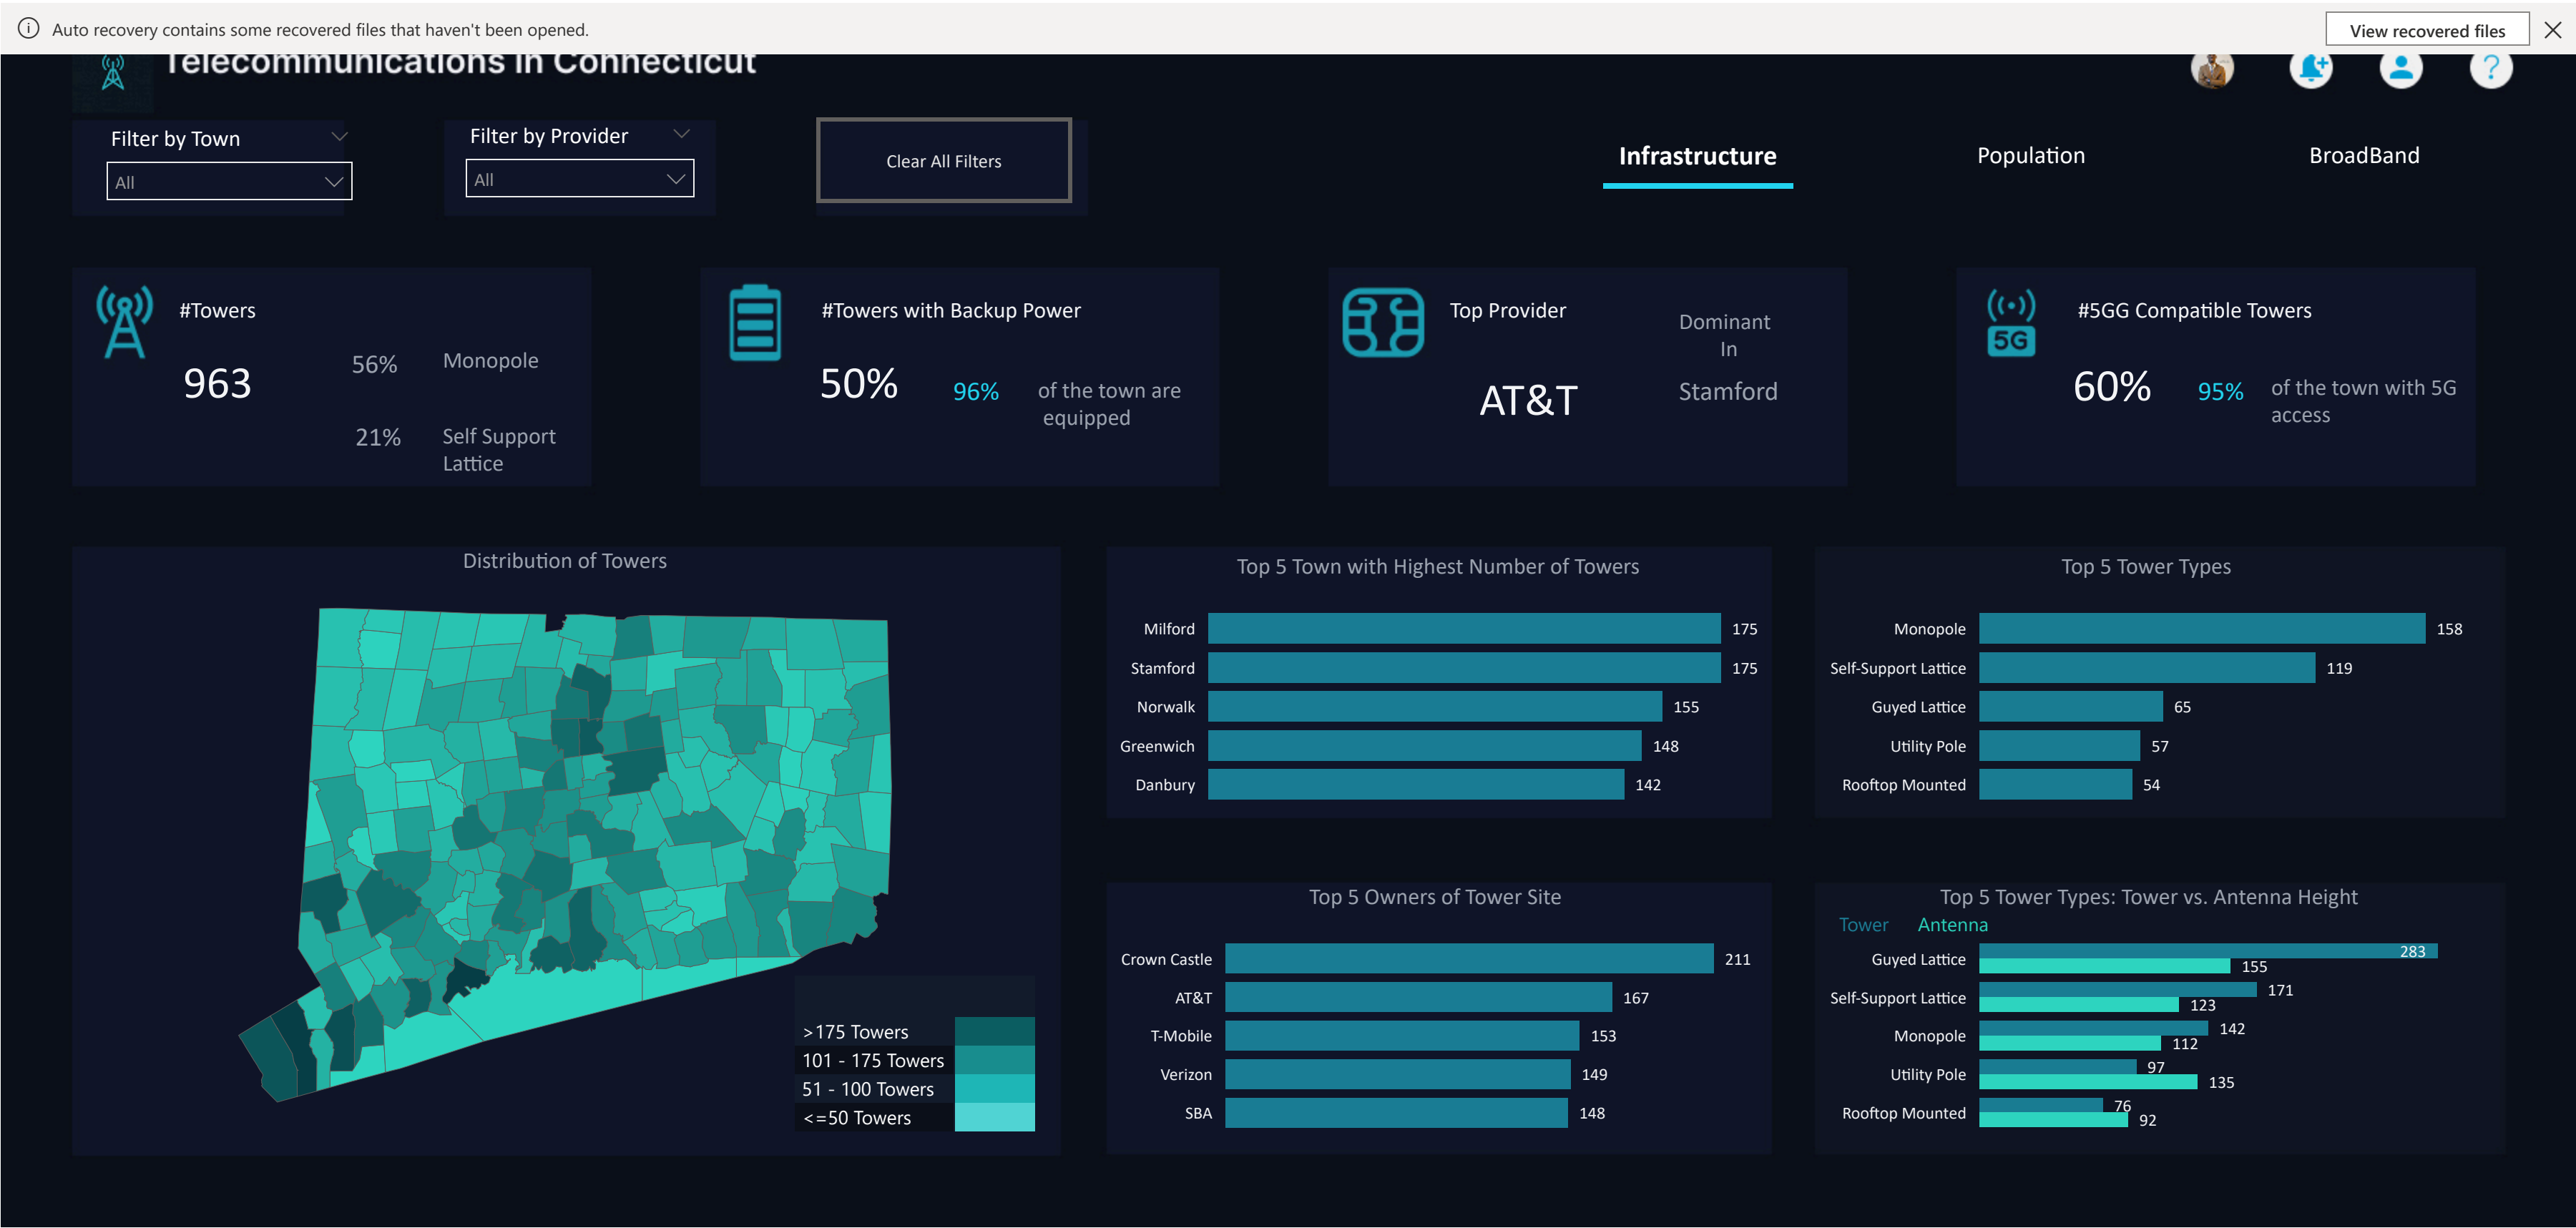 Auto recovery contains some recovered files that haven't been opened.
View recovered files
Telecommunications in Connecticut
Filter by Town
All
Filter by Provider
All
Clear All Filters
Infrastructure
Population
BroadBand
#Towers
963
56%
Monopole
21%
Self Support
Lattice
#Towers with Backup Power
50%
96%
of the town are
equipped
Top Provider
AT&T
Dominant
In
Stamford
5G
#5GG Compatible Towers
60%
95%
of the town with 5G
access
Distribution of Towers
>175 Towers
101 - 175 Towers
51 - 100 Towers
<=50 Towers
Top 5 Town with Highest Number of Towers
Milford 175
Stamford 175
Norwalk 155
Greenwich 148
Danbury 142
Top 5 Tower Types
Monopole 158
Self-Support Lattice 119
Guyed Lattice 65
Utility Pole 57
Rooftop Mounted 54
Top 5 Owners of Tower Site
Crown Castle 211
AT&T 167
T-Mobile 153
Verizon 149
SBA 148
Top 5 Tower Types: Tower vs. Antenna Height
Tower Antenna
Guyed Lattice 283
155
Self-Support Lattice 171
123
Monopole 142
112
Utility Pole 97
135
Rooftop Mounted 76
92